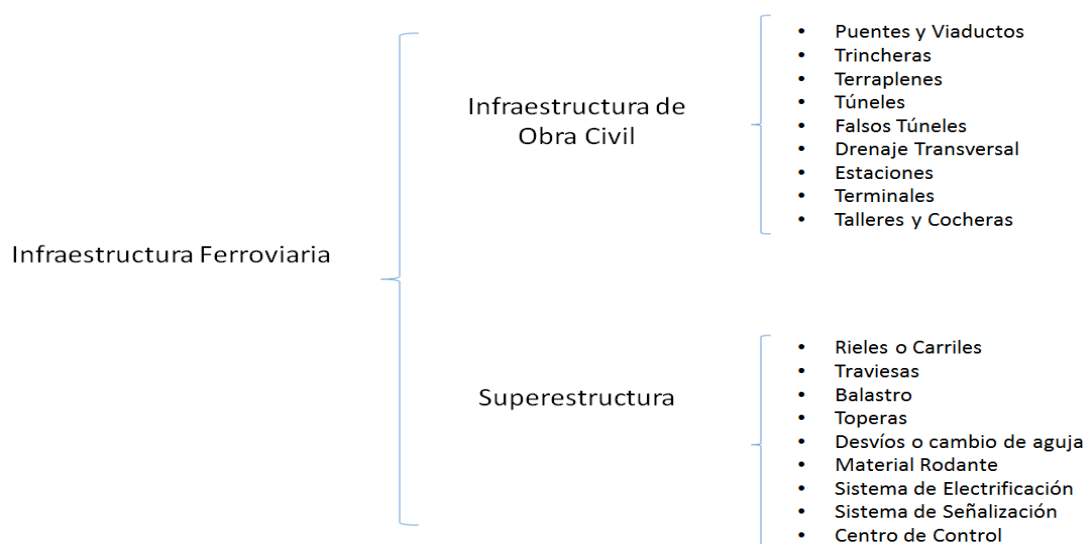 Infraestructura Ferroviaria
Infraestructura de
Obra Civil
• Puentes y Viaductos
• Trincheras
• Terraplenes
• Túneles
• Falsos Túneles
• Drenaje Transversal
• Estaciones
• Terminales
• Talleres y Cocheras
Superestructura
• Rieles o Carriles
• Traviesas
• Balastro
• Toperas
• Desvíos o cambio de aguja
• Material Rodante
• Sistema de Electrificación
• Sistema de Señalización
• Centro de Control